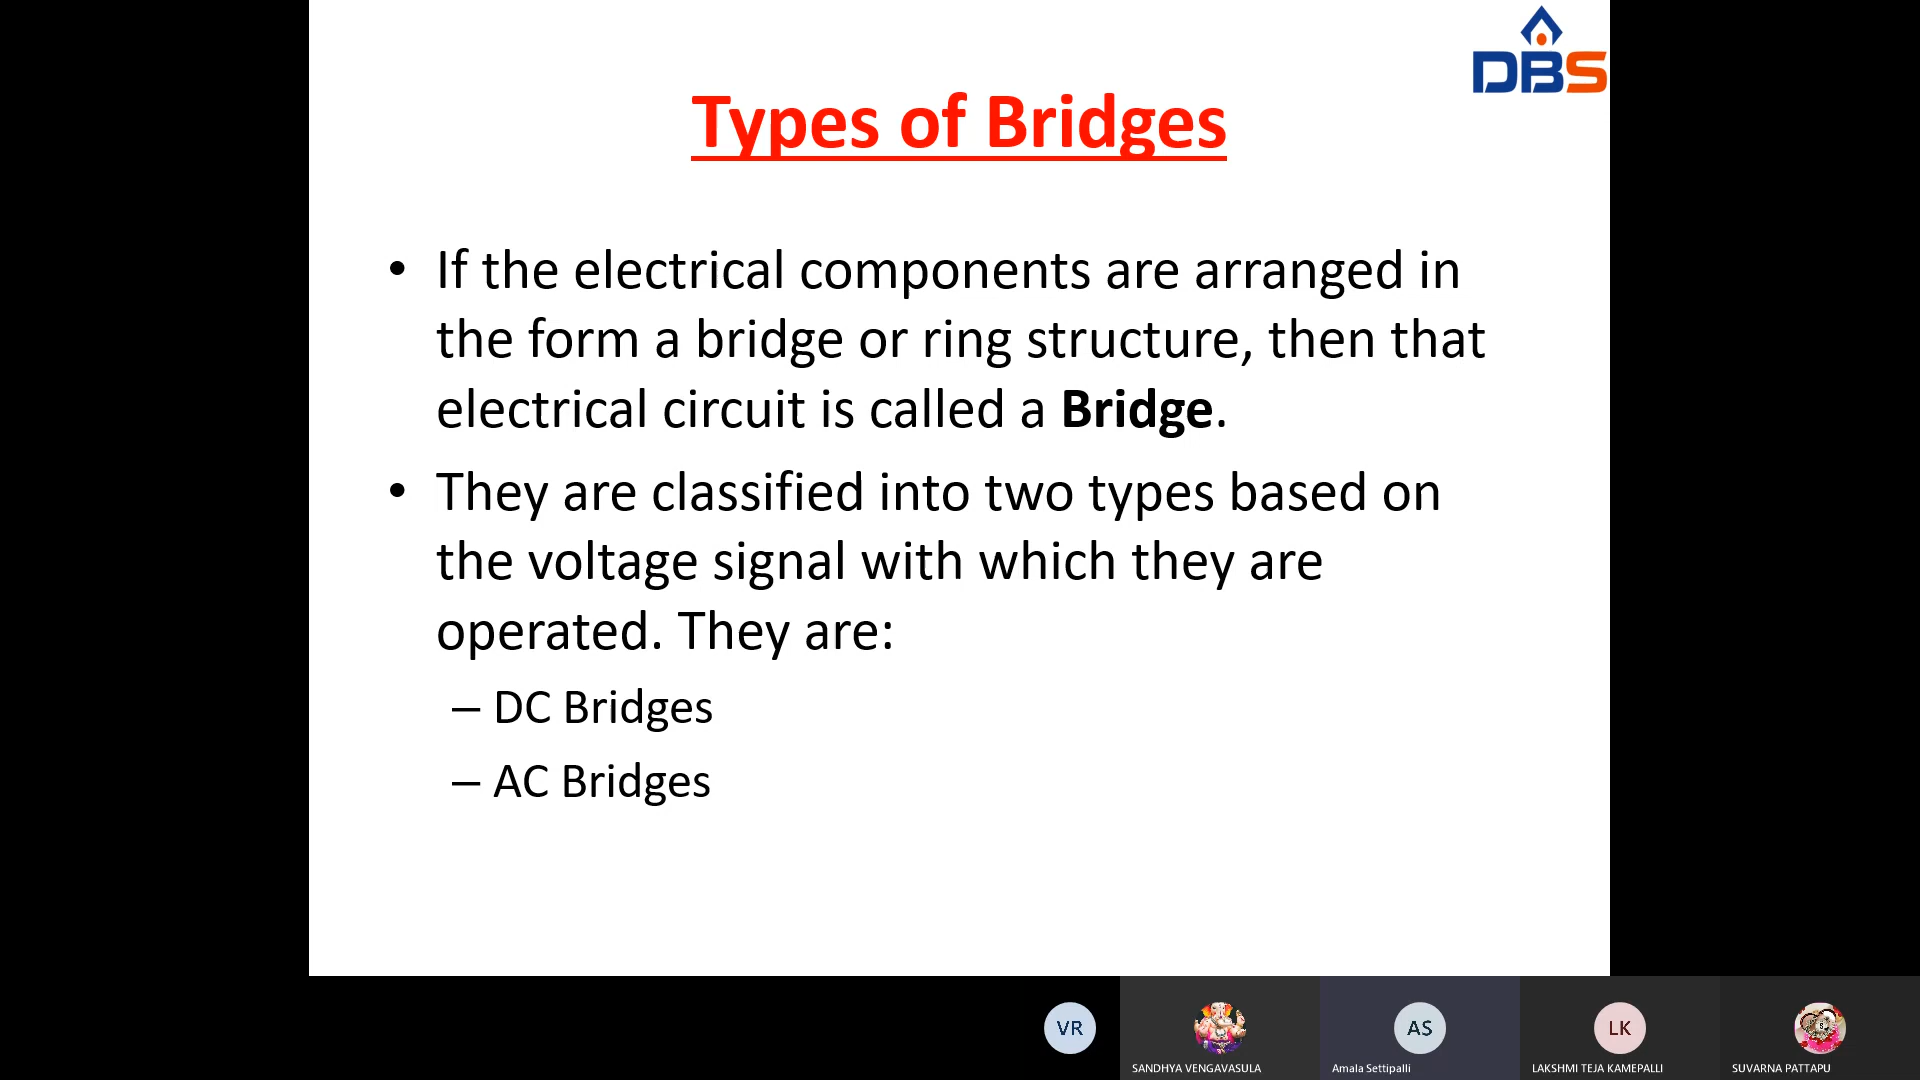 DBS
Types of Bridges
• If the electrical components are arranged in
the form a bridge or ring structure, then that
electrical circuit is called a Bridge.
• They are classified into two types based on
the voltage signal with which they are
operated. They are:
– DC Bridges
– AC Bridges
VR
AS
LK
SANDHYA VENGAVASULA
Amala Settipalli
LAKSHMI TEJA KAMEPALLI
SUVARNA PATTAPU